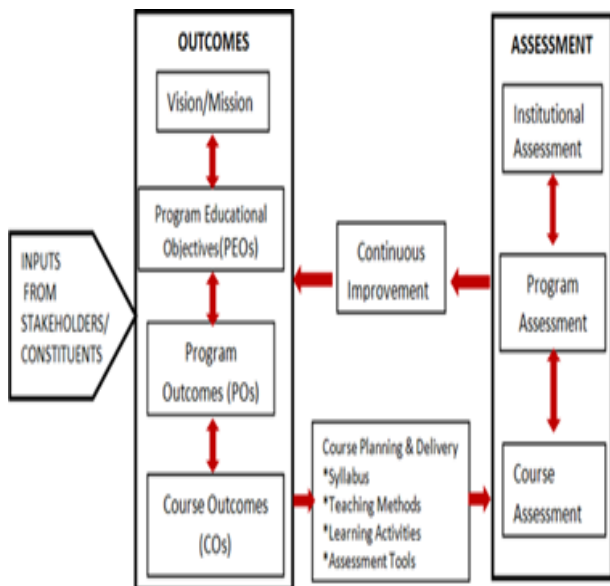 INPUTS
FROM
STAKEHOLDERS/
CONSTITUENTS
OUTCOMES
Vision/Mission
Program Educational
Objectives(PEOs)
Program
Outcomes (POs)
Course Outcomes
(COs)
Continuous
Improvement
Course Planning & Delivery
*Syllabus
*Teaching Methods
*Learning Activities
*Assessment Tools
ASSESSMENT
Institutional
Assessment
Program
Assessment
Course
Assessment